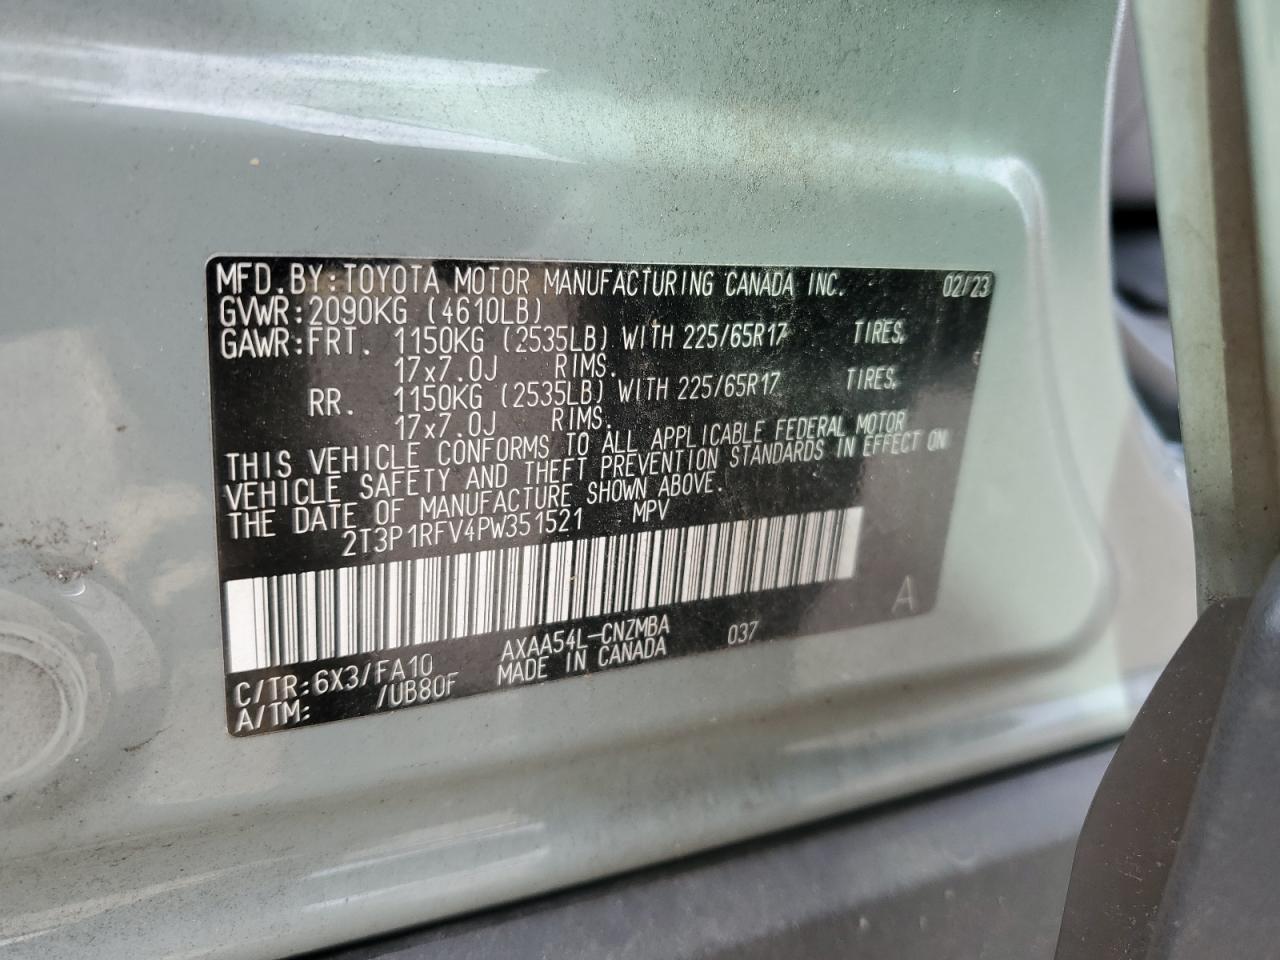 MFD.BY:TOYOTA MOTOR MANUFACTURING CANADA INC. 02/23
GVWR:2090KG (4610LB)
GAWR:FRT. 1150KG (2535LB) WITH 225/65R17 TIRES.
17x7.0J RIMS.
RR. 1150KG (2535LB) WITH 225/65R17 TIRES.
17x7.0J RIMS.
THIS VEHICLE CONFORMS TO ALL APPLICABLE FEDERAL MOTOR
VEHICLE SAFETY AND THEFT PREVENTION STANDARDS IN EFFECT ON
THE DATE OF MANUFACTURE SHOWN ABOVE.
2T3P1RFV4PW351521 MPV
A
C/TR:6X3/FA10 AXAA54L-CNZMBA 037
A/TM: /UB80F MADE IN CANADA